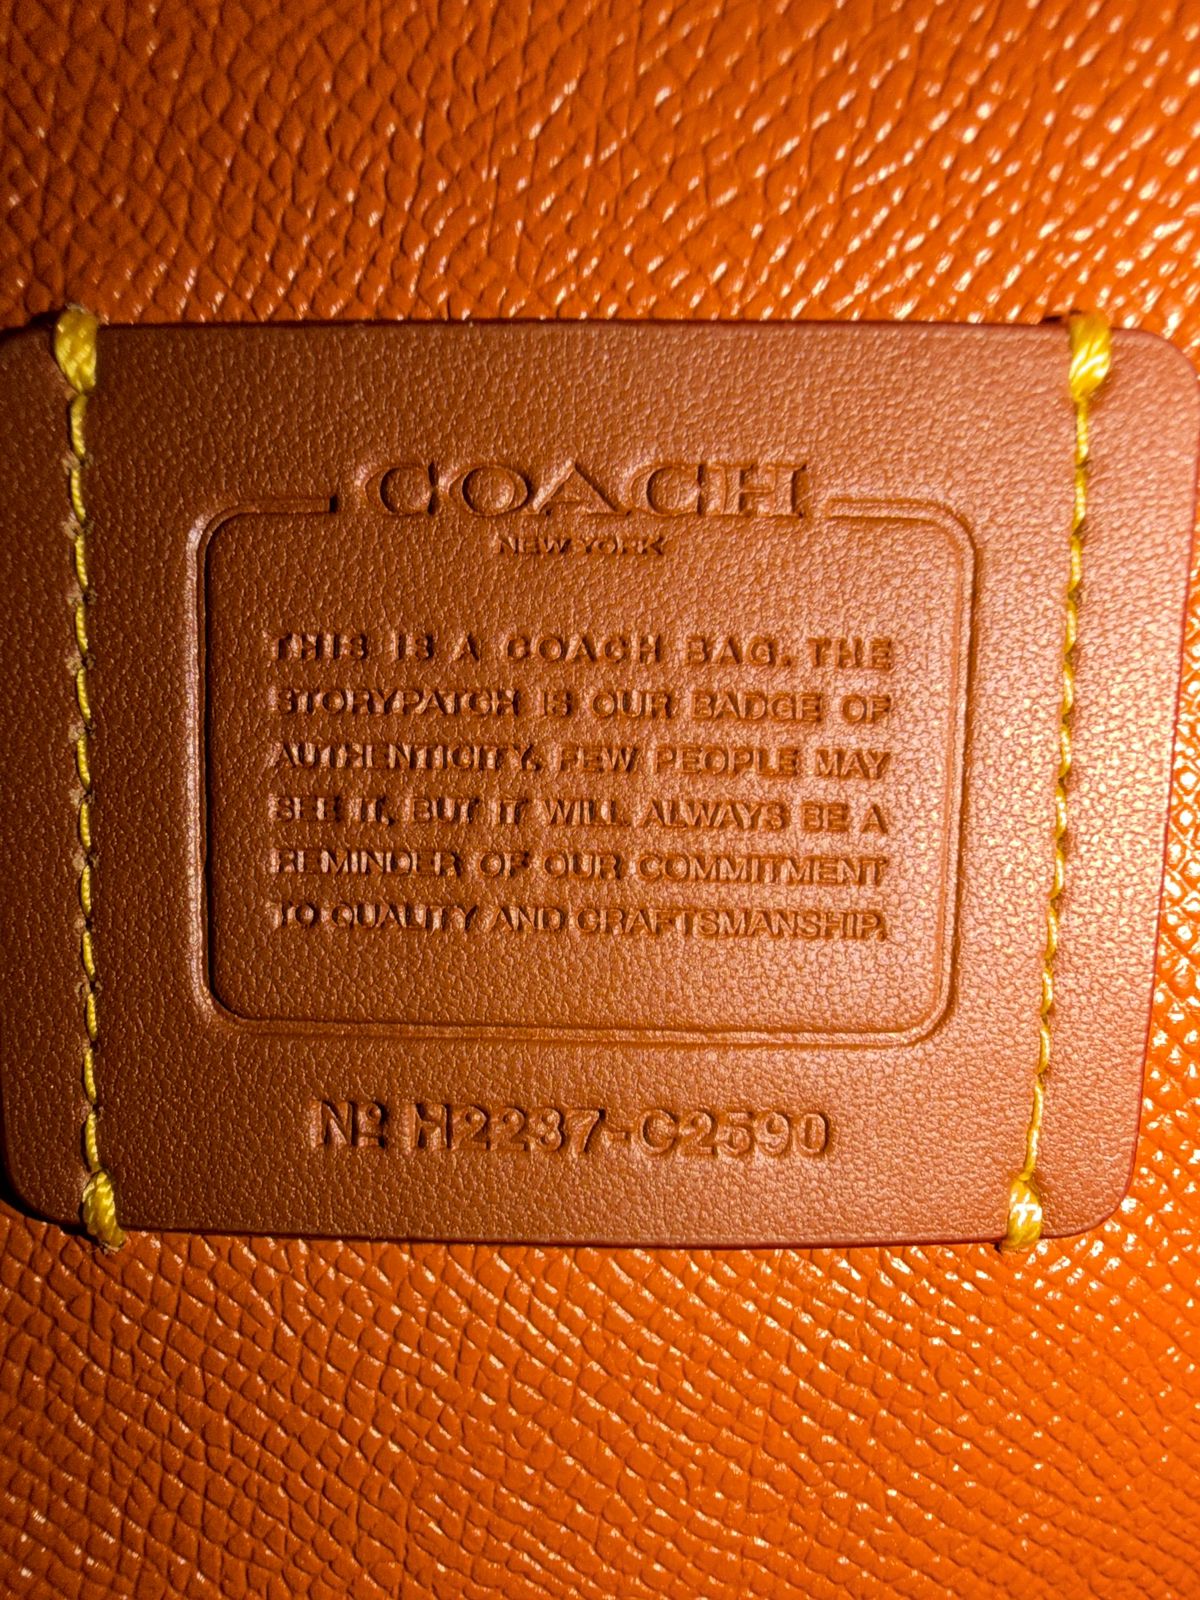 COACH
NEW YORK
THIS IS A COACH BAG. THE
STORYPATCH IS OUR BADGE OF
AUTHENTICITY. FEW PEOPLE MAY
SEE IT, BUT IT WILL ALWAYS BE A
REMINDER OF OUR COMMITMENT
TO QUALITY AND CRAFTSMANSHIP.
Nº H2237-C2590